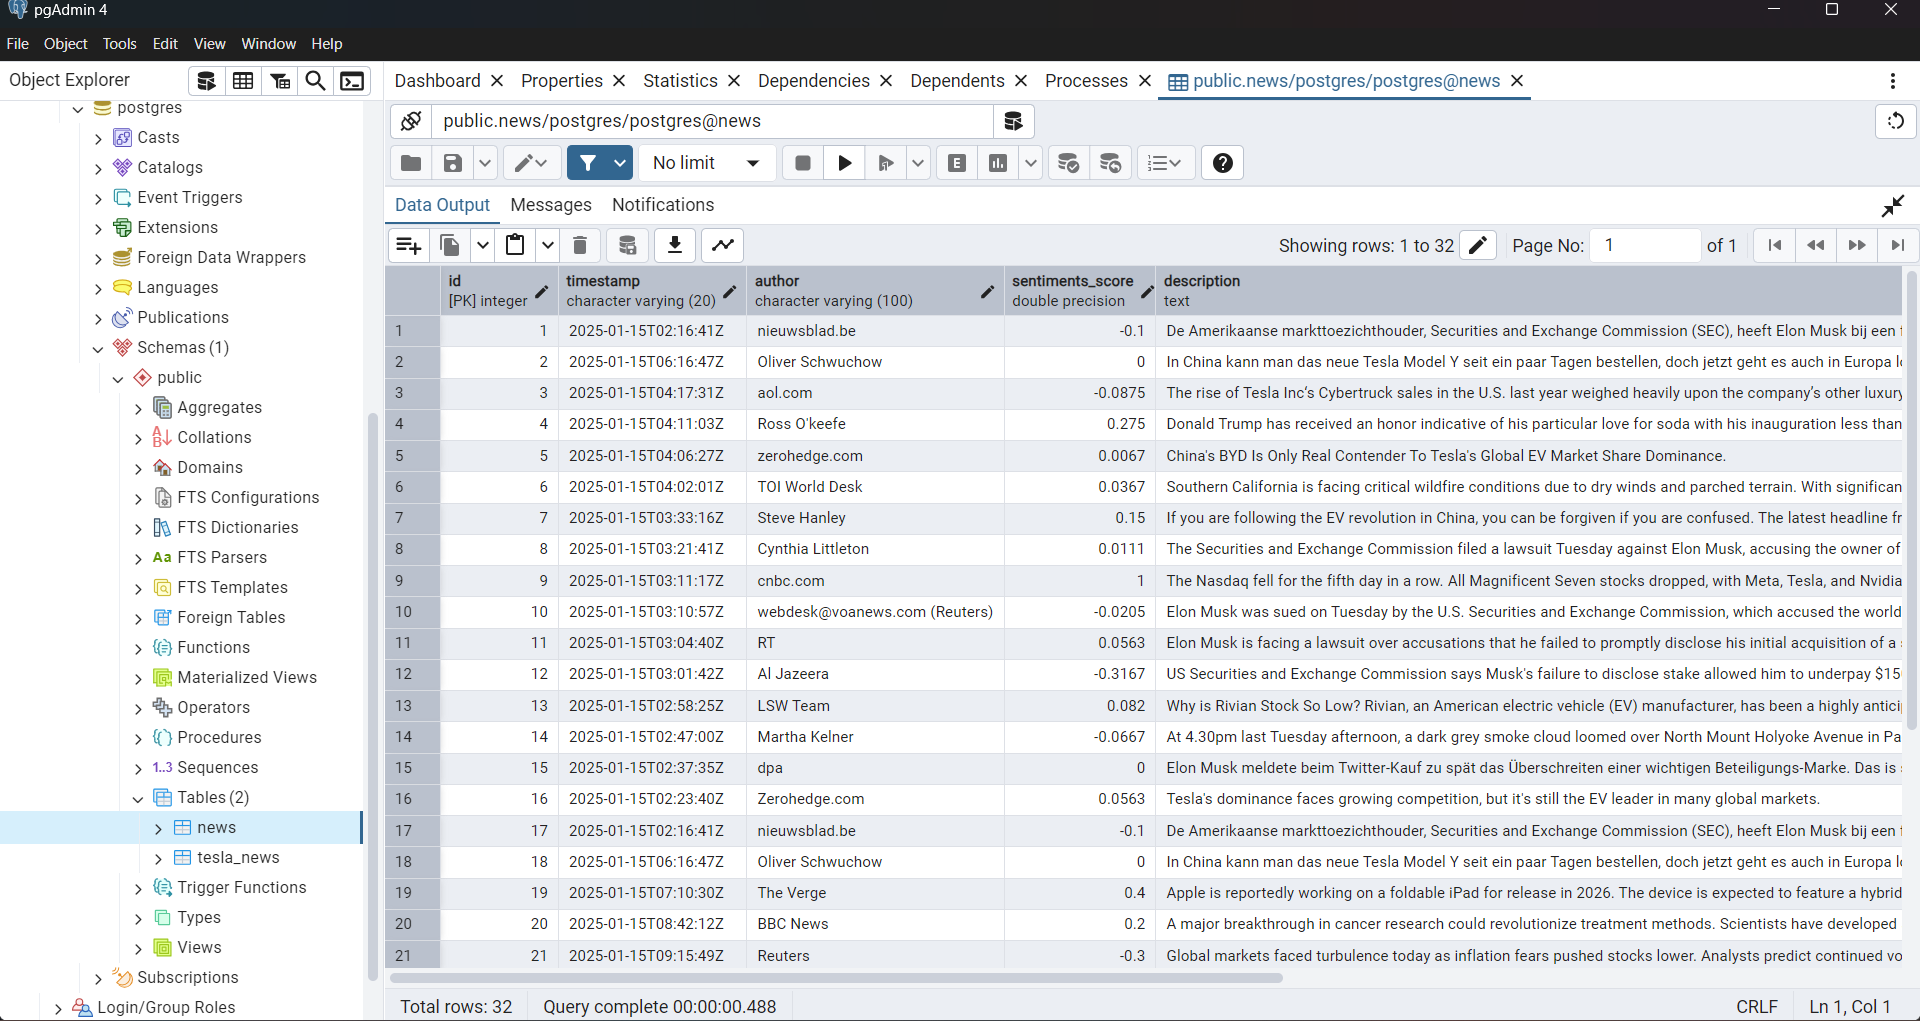 pgAdmin 4
File Object Tools Edit View Window Help
Object Explorer
Dashboard Properties Statistics Dependencies Dependents Processes public.news/postgres/postgres@news
postgres
Casts
Catalogs
Event Triggers
Extensions
Foreign Data Wrappers
Languages
Publications
Schemas (1)
public
Aggregates
Collations
Domains
FTS Configurations
FTS Dictionaries
Aa FTS Parsers
FTS Templates
Foreign Tables
Functions
Materialized Views
Operators
Procedures
1..3 Sequences
Tables (2)
news
tesla_news
Trigger Functions
Types
Views
Subscriptions
Login/Group Roles
public.news/postgres/postgres@news
No limit E
Data Output Messages Notifications
Showing rows: 1 to 32 Page No: 1 of 1
id timestamp author sentiments_score description
[PK] integer character varying (20) character varying (100) double precision text
1 1 2025-01-15T02:16:41Z nieuwsblad.be -0.1 De Amerikaanse markttoezichthouder, Securities and Exchange Commission (SEC), heeft Elon Musk bij een
2 2 2025-01-15T06:16:47Z Oliver Schwuchow 0 In China kann man das neue Tesla Model Y seit ein paar Tagen bestellen, doch jetzt geht es auch in Europa
3 3 2025-01-15T04:17:31Z aol.com -0.0875 The rise of Tesla Inc‘s Cybertruck sales in the U.S. last year weighed heavily upon the company’s other luxury
4 4 2025-01-15T04:11:03Z Ross O'keefe 0.275 Donald Trump has received an honor indicative of his particular love for soda with his inauguration less than
5 5 2025-01-15T04:06:27Z zerohedge.com 0.0067 China's BYD Is Only Real Contender To Tesla's Global EV Market Share Dominance.
6 6 2025-01-15T04:02:01Z TOI World Desk 0.0367 Southern California is facing critical wildfire conditions due to dry winds and parched terrain. With significan
7 7 2025-01-15T03:33:16Z Steve Hanley 0.15 If you are following the EV revolution in China, you can be forgiven if you are confused. The latest headline fr
8 8 2025-01-15T03:21:41Z Cynthia Littleton 0.0111 The Securities and Exchange Commission filed a lawsuit Tuesday against Elon Musk, accusing the owner of
9 9 2025-01-15T03:11:17Z cnbc.com 1 The Nasdaq fell for the fifth day in a row. All Magnificent Seven stocks dropped, with Meta, Tesla, and Nvidia
10 10 2025-01-15T03:10:57Z webdesk@voanews.com (Reuters) -0.0205 Elon Musk was sued on Tuesday by the U.S. Securities and Exchange Commission, which accused the world
11 11 2025-01-15T03:04:40Z RT 0.0563 Elon Musk is facing a lawsuit over accusations that he failed to promptly disclose his initial acquisition of a
12 12 2025-01-15T03:01:42Z Al Jazeera -0.3167 US Securities and Exchange Commission says Musk's failure to disclose stake allowed him to underpay $15
13 13 2025-01-15T02:58:25Z LSW Team 0.082 Why is Rivian Stock So Low? Rivian, an American electric vehicle (EV) manufacturer, has been a highly antici
14 14 2025-01-15T02:47:00Z Martha Kelner -0.0667 At 4.30pm last Tuesday afternoon, a dark grey smoke cloud loomed over North Mount Holyoke Avenue in Pa
15 15 2025-01-15T02:37:35Z dpa 0 Elon Musk meldete beim Twitter-Kauf zu spät das Überschreiten einer wichtigen Beteiligungs-Marke. Das is
16 16 2025-01-15T02:23:40Z Zerohedge.com 0.0563 Tesla's dominance faces growing competition, but it's still the EV leader in many global markets.
17 17 2025-01-15T02:16:41Z nieuwsblad.be -0.1 De Amerikaanse markttoezichthouder, Securities and Exchange Commission (SEC), heeft Elon Musk bij een
18 18 2025-01-15T06:16:47Z Oliver Schwuchow 0 In China kann man das neue Tesla Model Y seit ein paar Tagen bestellen, doch jetzt geht es auch in Europa
19 19 2025-01-15T07:10:30Z The Verge 0.4 Apple is reportedly working on a foldable iPad for release in 2026. The device is expected to feature a hybrid
20 20 2025-01-15T08:42:12Z BBC News 0.2 A major breakthrough in cancer research could revolutionize treatment methods. Scientists have developed
21 21 2025-01-15T09:15:49Z Reuters -0.3 Global markets faced turbulence today as inflation fears pushed stocks lower. Analysts predict continued vo
Total rows: 32 Query complete 00:00:00.488 CRLF Ln 1, Col 1